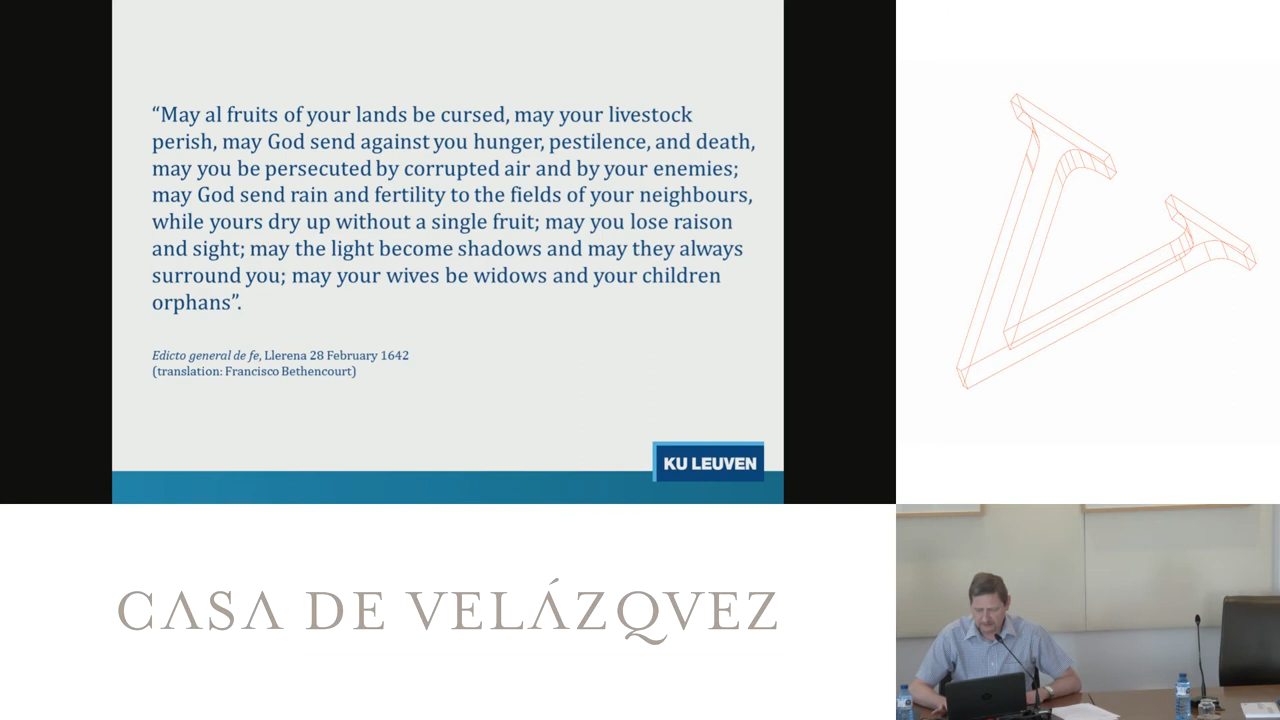 “May al fruits of your lands be cursed, may your livestock
perish, may God send against you hunger, pestilence, and death,
may you be persecuted by corrupted air and by your enemies;
may God send rain and fertility to the fields of your neighbours,
while yours dry up without a single fruit; may you lose raison
and sight; may the light become shadows and may they always
surround you; may your wives be widows and your children
orphans”.
Edicto general de fe, Llerena 28 February 1642
(translation: Francisco Bethencourt)
KU LEUVEN
CASA DE VELÁZQVEZ